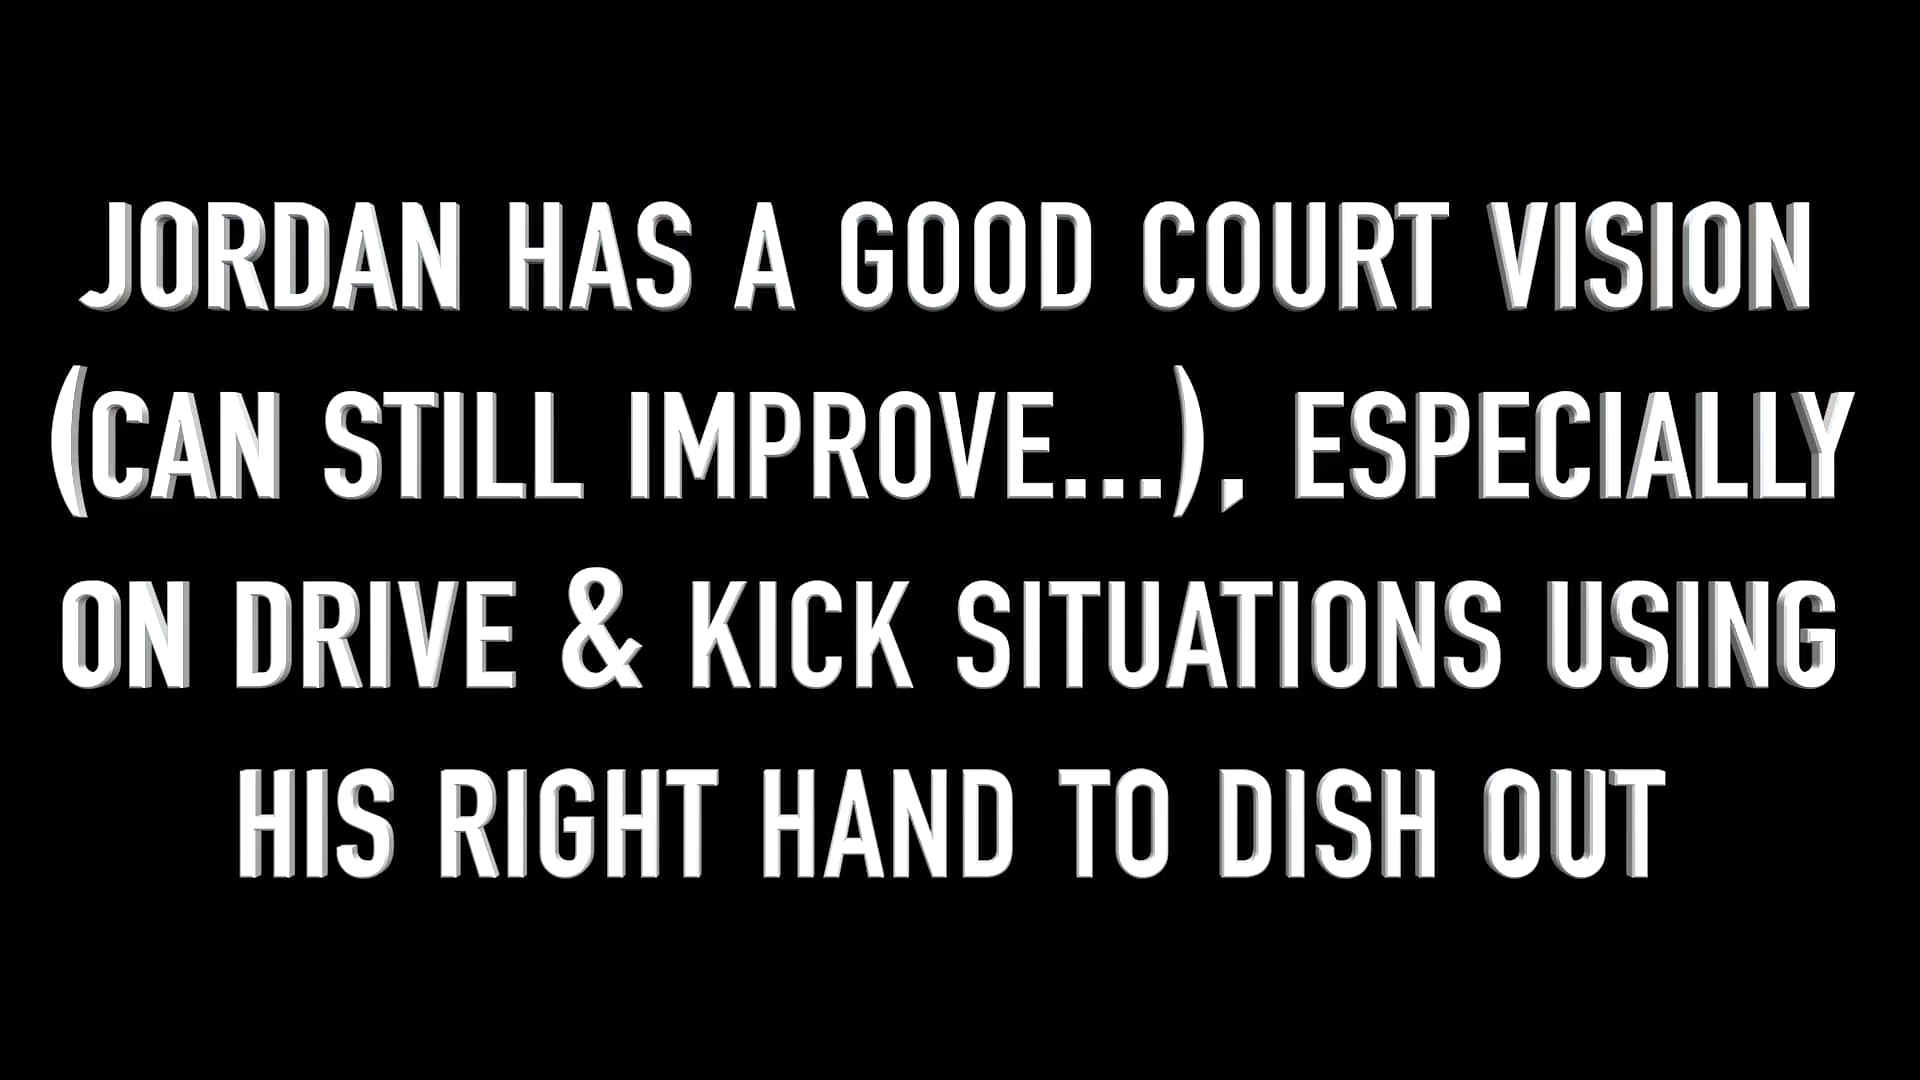 JORDAN HAS A GOOD COURT VISION
(CAN STILL IMPROVE...), ESPECIALLY
ON DRIVE & KICK SITUATIONS USING
HIS RIGHT HAND TO DISH OUT